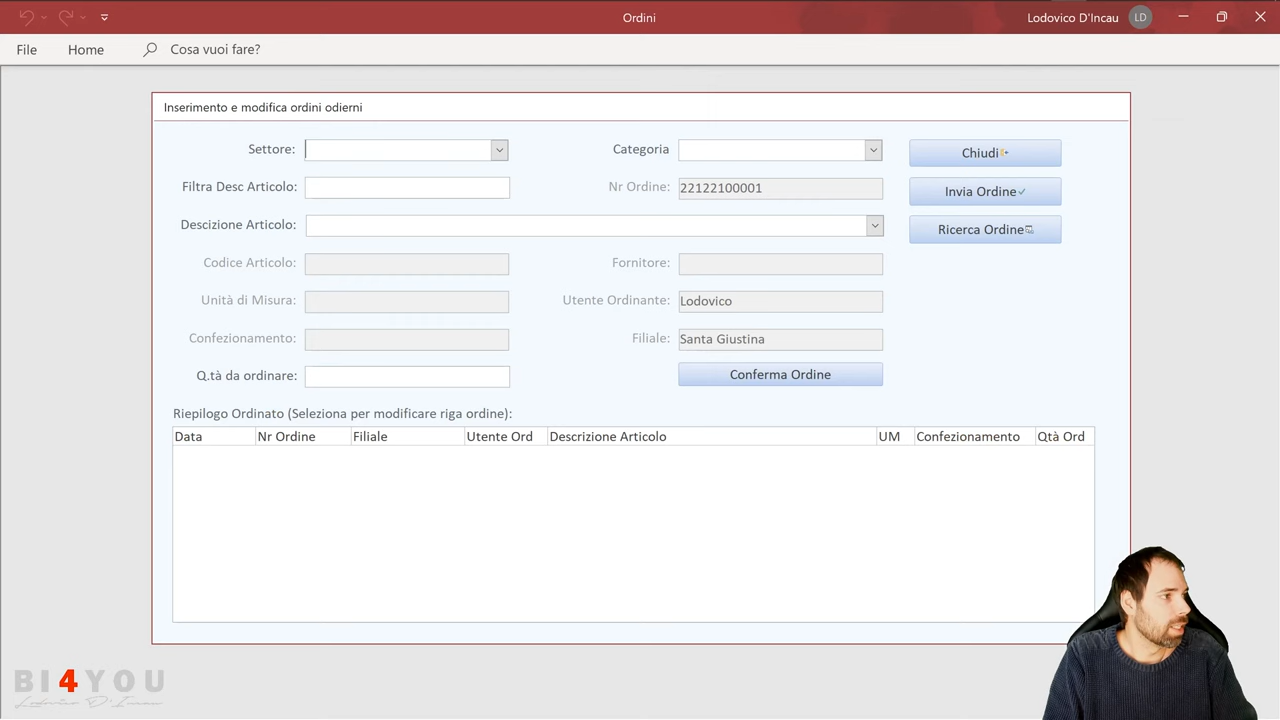 Ordini
Lodovico D'Incau LD
File Home Cosa vuoi fare?
Inserimento e modifica ordini odierni
Settore: Categoria Chiudi
Filtra Desc Articolo: Nr Ordine: 22122100001 Invia Ordine
Descizione Articolo: Ricerca Ordine
Codice Articolo: Fornitore:
Unità di Misura: Utente Ordinante: Lodovico
Confezionamento: Filiale: Santa Giustina
Q.tà da ordinare: Conferma Ordine
Riepilogo Ordinato (Seleziona per modificare riga ordine):
Data Nr Ordine Filiale Utente Ord Descrizione Articolo UM Confezionamento Qtà Ord
BI4YOU
Lodovico D'Incau